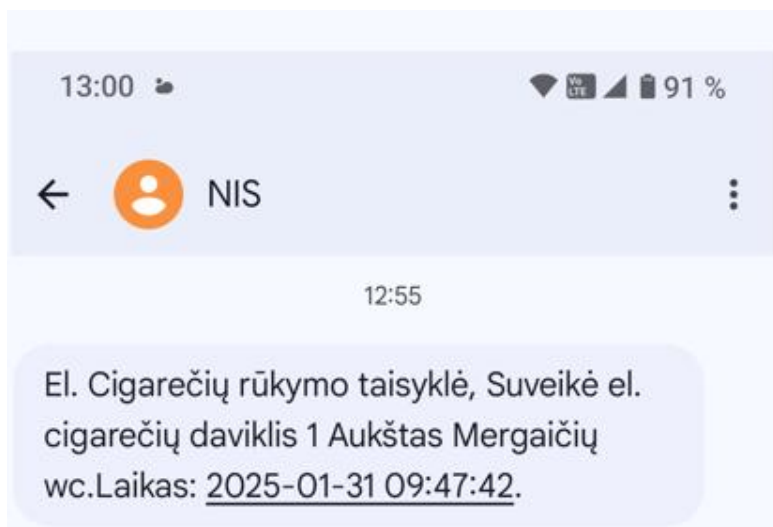 13:00 91 %
NIS
12:55
El. Cigarečių rūkymo taisyklė, Suveikė el.
cigarečių daviklis 1 Aukštas Mergaičių
wc.Laikas: 2025-01-31 09:47:42.